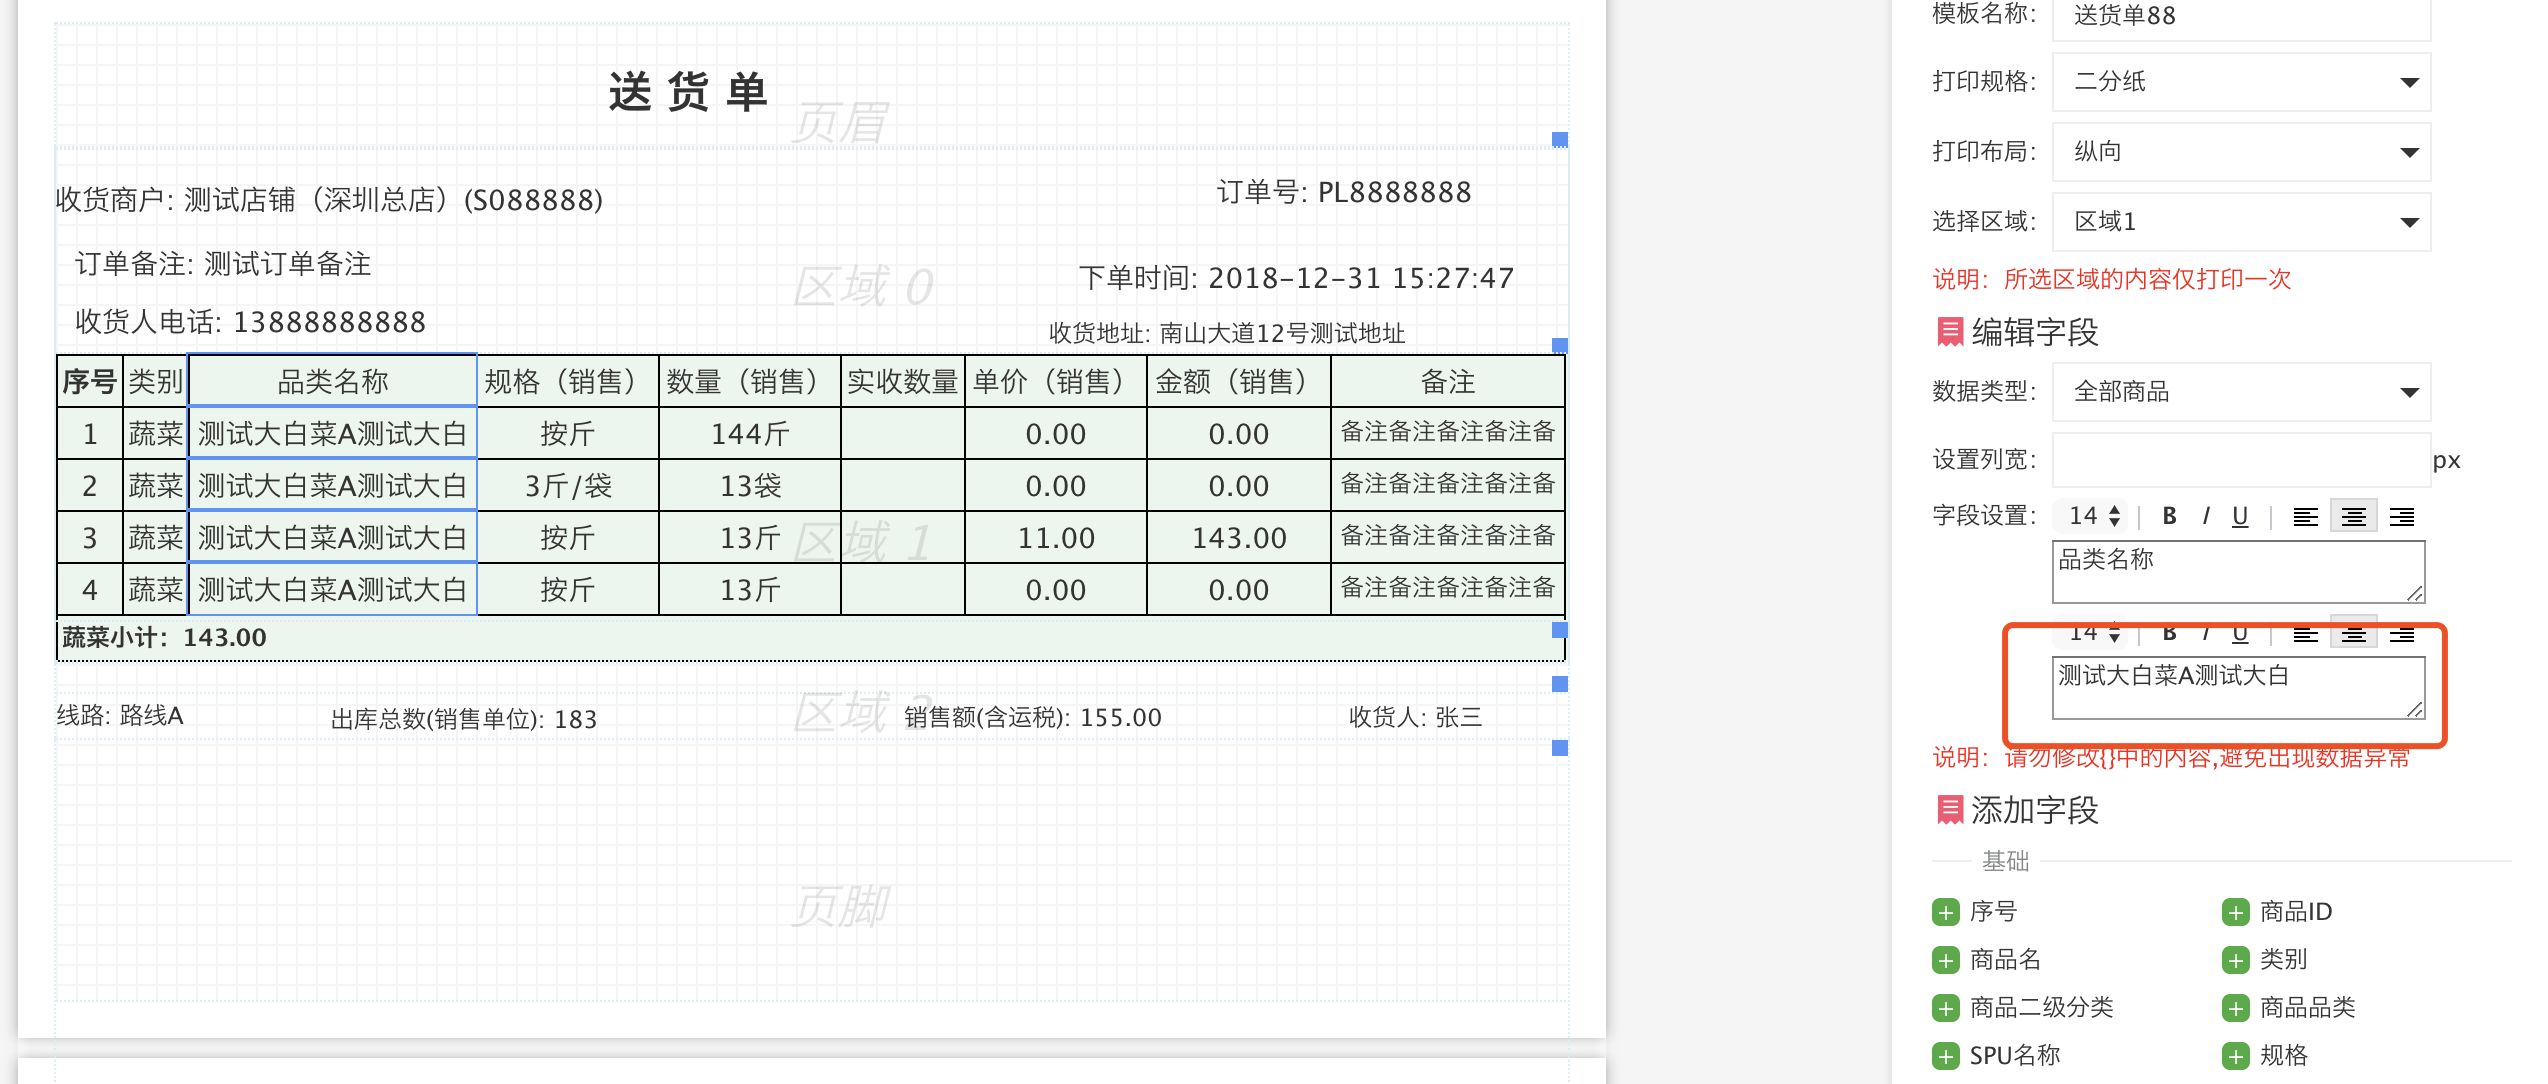 送货单
页眉
收货商户: 测试店铺（深圳总店）(S088888)
订单号: PL8888888
订单备注: 测试订单备注
区域 0
下单时间: 2018-12-31 15:27:47
收货人电话: 13888888888
收货地址: 南山大道12号测试地址
序号 类别 品类名称 规格（销售） 数量（销售） 实收数量 单价（销售） 金额（销售） 备注
1 蔬菜 测试大白菜A测试大白 按斤 144斤 0.00 0.00 备注备注备注备注备
2 蔬菜 测试大白菜A测试大白 3斤/袋 13袋 0.00 0.00 备注备注备注备注备
3 蔬菜 测试大白菜A测试大白 按斤 13斤 11.00 143.00 备注备注备注备注备
区域 1
4 蔬菜 测试大白菜A测试大白 按斤 13斤 0.00 0.00 备注备注备注备注备
蔬菜小计：143.00
区域 2
线路: 路线A
出库总数(销售单位): 183
销售额(含运税): 155.00
收货人: 张三
页脚
模板名称： 送货单88
打印规格： 二分纸
打印布局： 纵向
选择区域： 区域1
说明：所选区域的内容仅打印一次
编辑字段
数据类型： 全部商品
设置列宽： px
字段设置： 14 B I U
品类名称
14 B I U
测试大白菜A测试大白
说明：请勿修改{}中的内容,避免出现数据异常
添加字段
基础
序号 商品ID
商品名 类别
商品二级分类 商品品类
SPU名称 规格